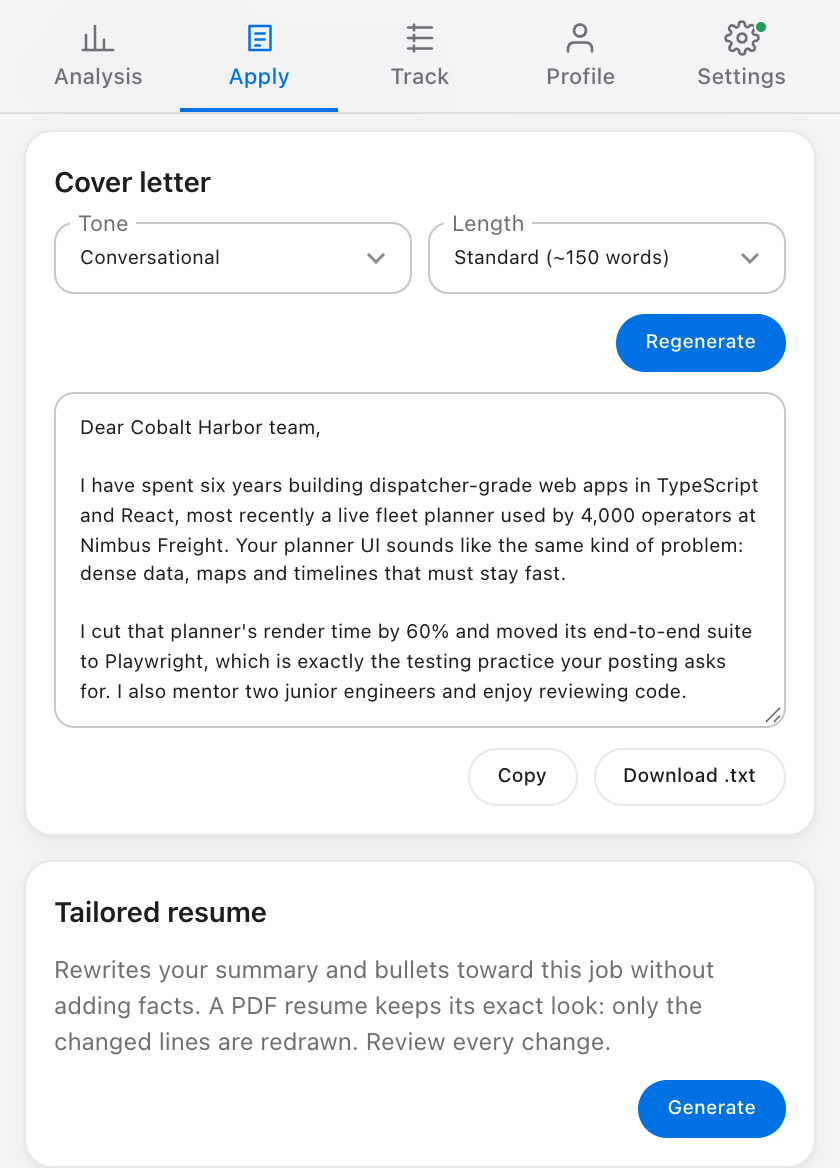 Analysis
Apply
Track
Profile
Settings
Cover letter
Tone
Conversational
Length
Standard (~150 words)
Regenerate
Dear Cobalt Harbor team,
I have spent six years building dispatcher-grade web apps in TypeScript
and React, most recently a live fleet planner used by 4,000 operators at
Nimbus Freight. Your planner UI sounds like the same kind of problem:
dense data, maps and timelines that must stay fast.
I cut that planner's render time by 60% and moved its end-to-end suite
to Playwright, which is exactly the testing practice your posting asks
for. I also mentor two junior engineers and enjoy reviewing code.
Copy
Download .txt
Tailored resume
Rewrites your summary and bullets toward this job without
adding facts. A PDF resume keeps its exact look: only the
changed lines are redrawn. Review every change.
Generate